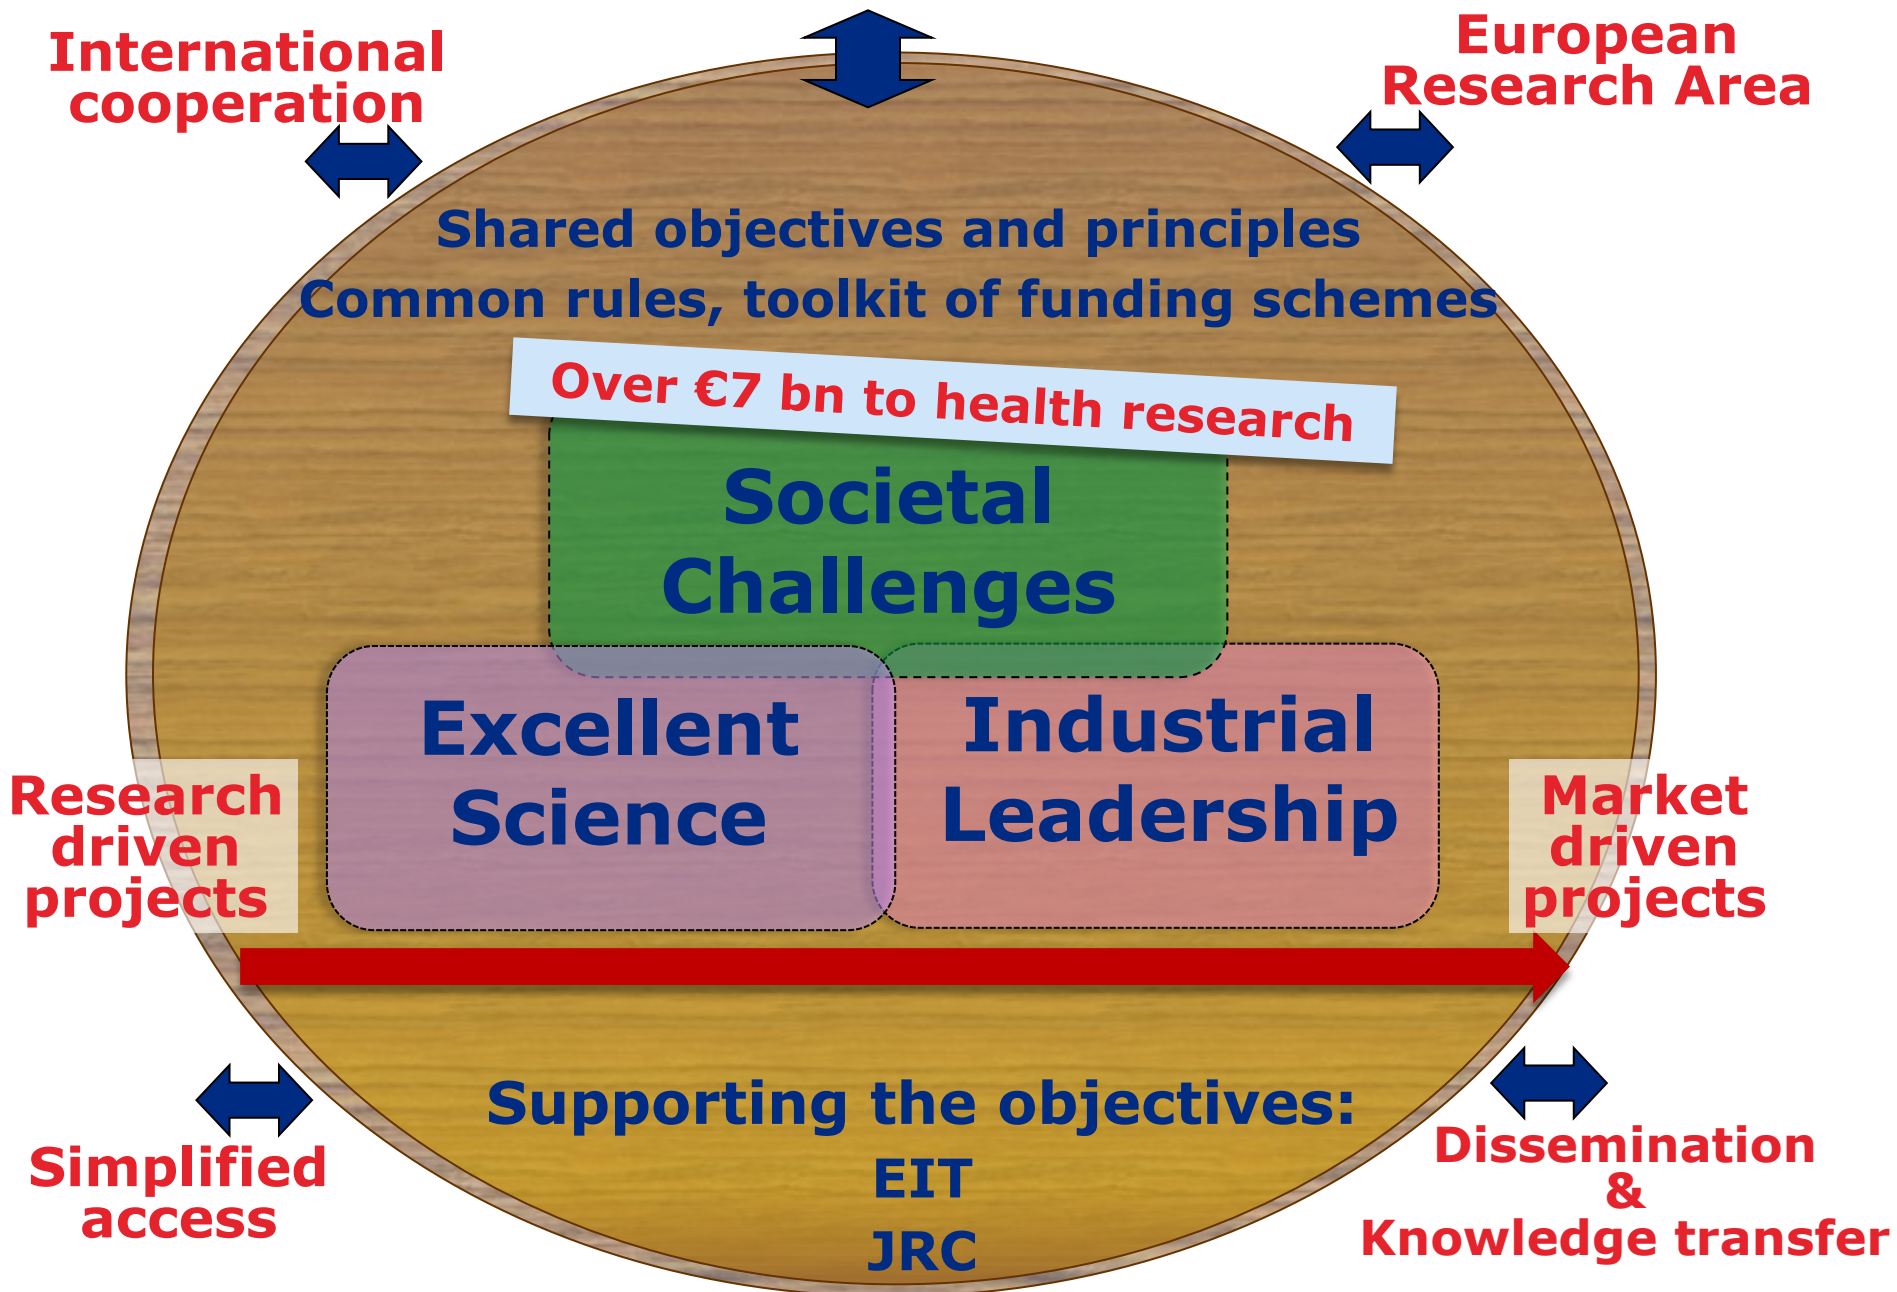 International
cooperation
European
Research Area
Shared objectives and principles
Common rules, toolkit of funding schemes
Over €7 bn to health research
Societal
Challenges
Excellent
Science
Industrial
Leadership
Research
driven
projects
Market
driven
projects
Supporting the objectives:
EIT
JRC
Simplified
access
Dissemination
&
Knowledge transfer